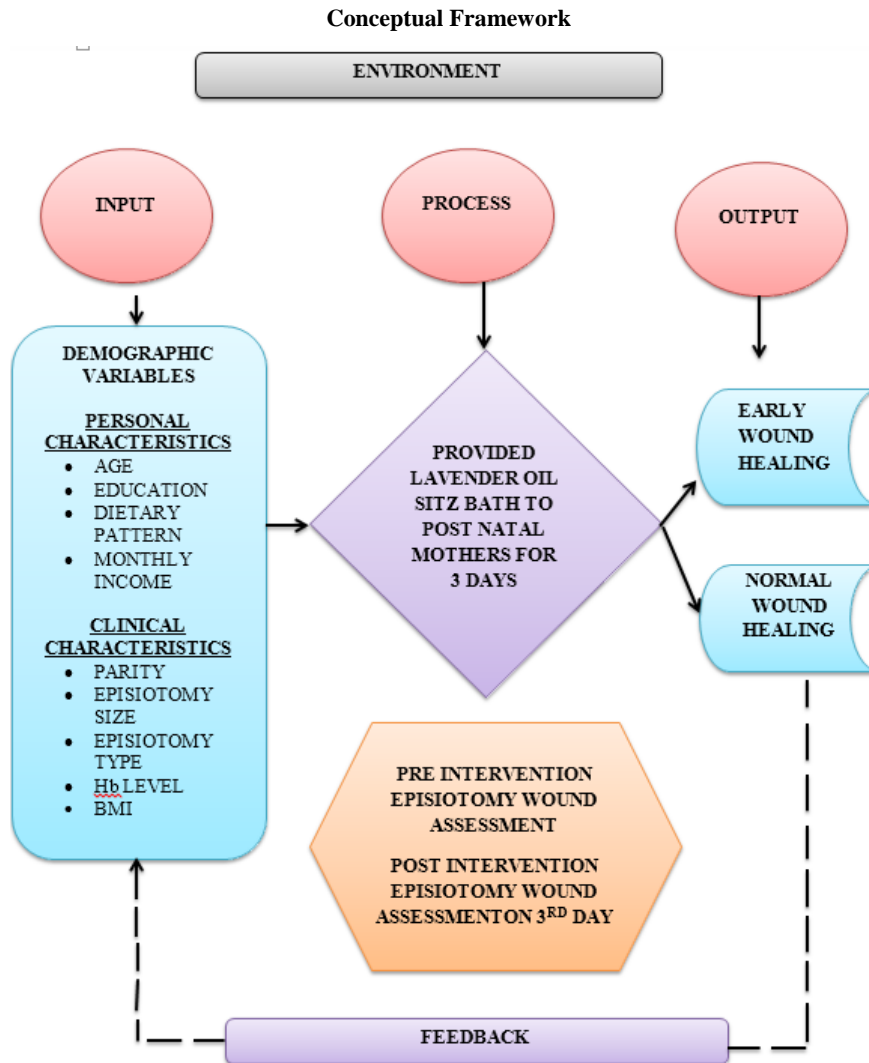 Conceptual Framework
ENVIRONMENT
INPUT
PROCESS
OUTPUT
DEMOGRAPHIC
VARIABLES
PERSONAL
CHARACTERISTICS
• AGE
• EDUCATION
• DIETARY
PATTERN
• MONTHLY
INCOME
CLINICAL
CHARACTERISTICS
• PARITY
• EPISIOTOMY
SIZE
• EPISIOTOMY
TYPE
• Hb LEVEL
• BMI
PROVIDED
LAVENDER OIL
SITZ BATH TO
POST NATAL
MOTHERS FOR
3 DAYS
EARLY
WOUND
HEALING
NORMAL
WOUND
HEALING
PRE INTERVENTION
EPISIOTOMY WOUND
ASSESSMENT
POST INTERVENTION
EPISIOTOMY WOUND
ASSESSMENTON 3RD DAY
FEEDBACK